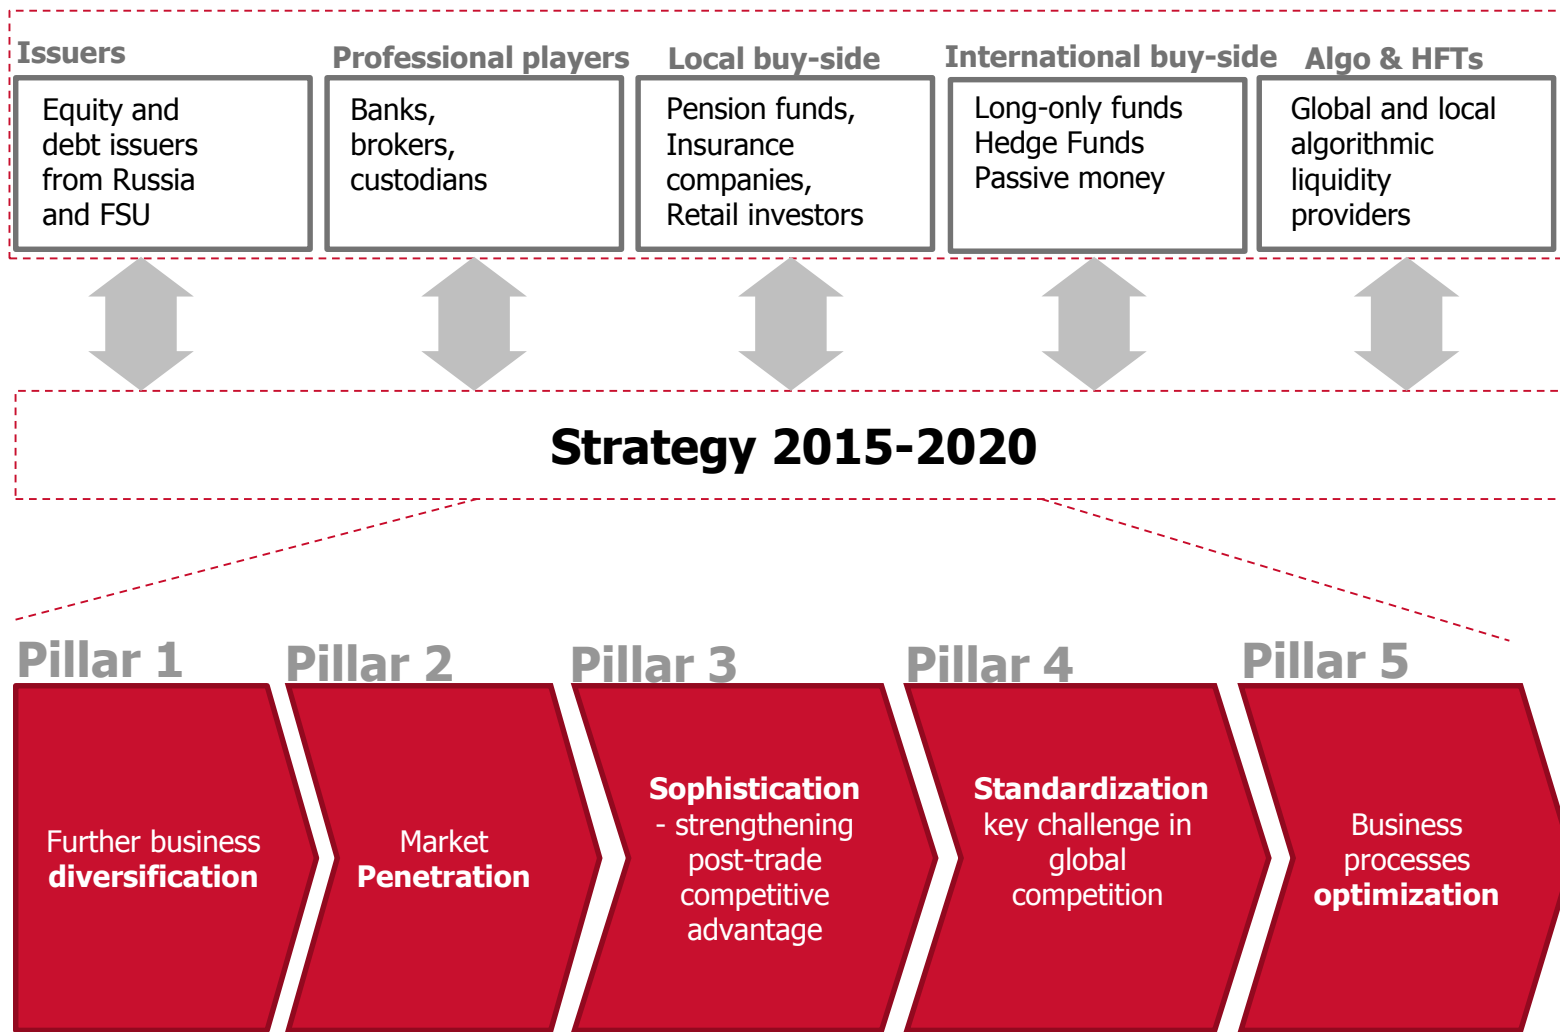 Issuers
Equity and
debt issuers
from Russia
and FSU
Professional players
Banks,
brokers,
custodians
Local buy-side
Pension funds,
Insurance
companies,
Retail investors
International buy-side
Long-only funds
Hedge Funds
Passive money
Algo & HFTs
Global and local
algorithmic
liquidity
providers
Strategy 2015-2020
Pillar 1
Further business
diversification
Pillar 2
Market
Penetration
Pillar 3
Sophistication
- strengthening
post-trade
competitive
advantage
Pillar 4
Standardization
key challenge in
global
competition
Pillar 5
Business
processes
optimization